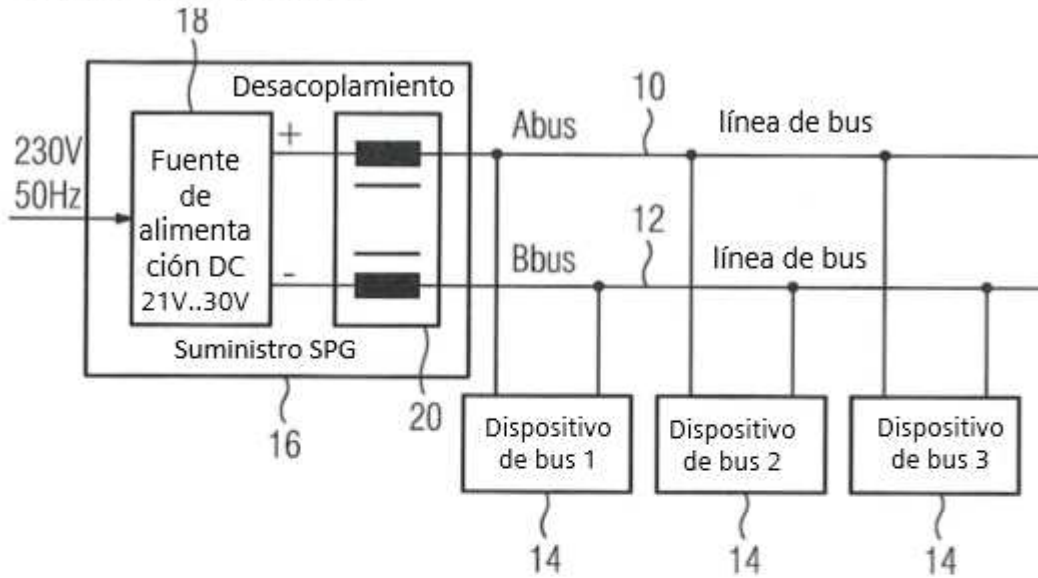 18
Desacoplamiento
10
Abus
línea de bus
230V
50Hz
+
Fuente
de
alimenta
ción DC
21V..30V
-
12
Bbus
línea de bus
Suministro SPG
16
20
Dispositivo
de bus 1
Dispositivo
de bus 2
Dispositivo
de bus 3
14
14
14